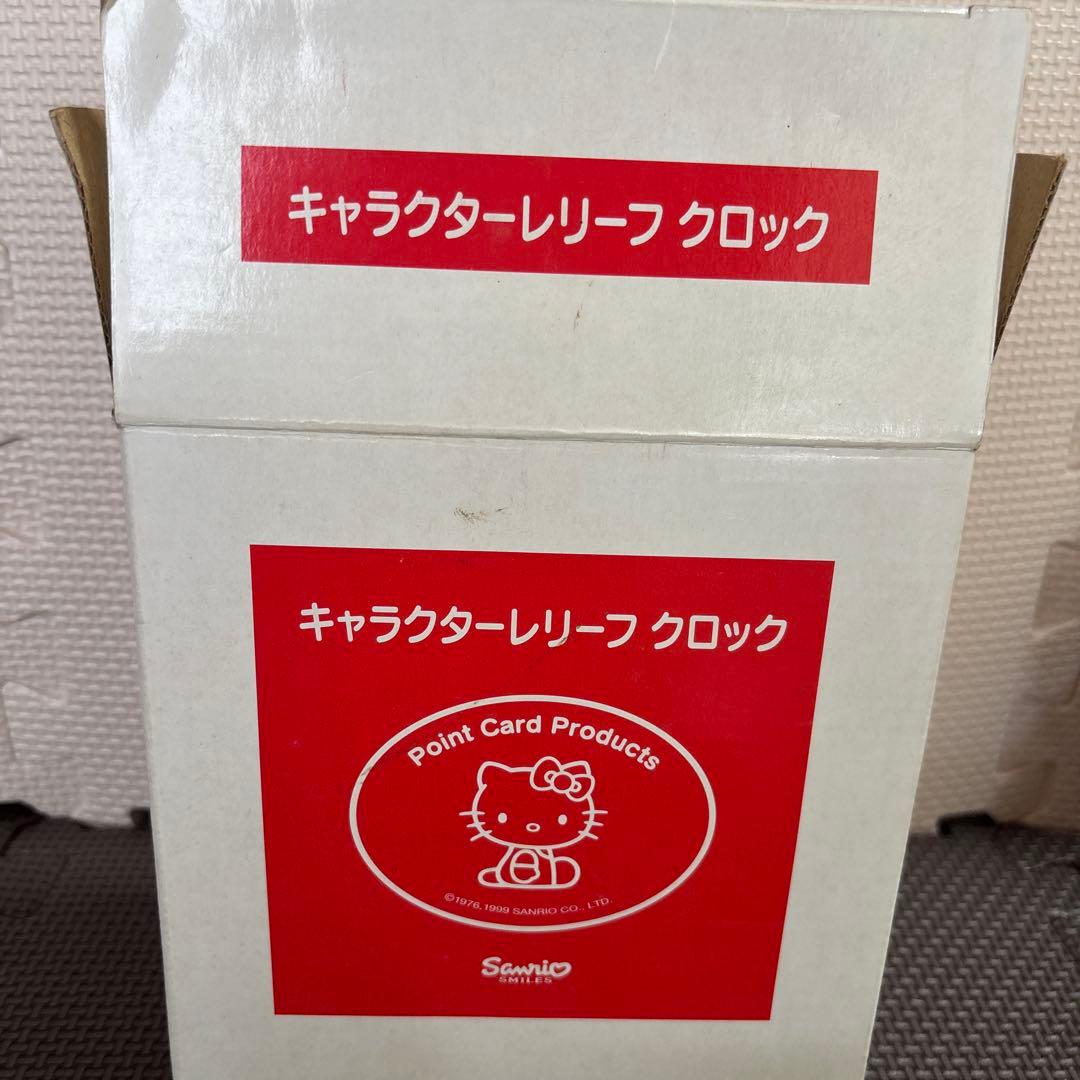 キャラクターレリーフ クロック
キャラクターレリーフ クロック
Point Card Products
©1976,1999 SANRIO CO., LTD.
Sanrio
SMILES